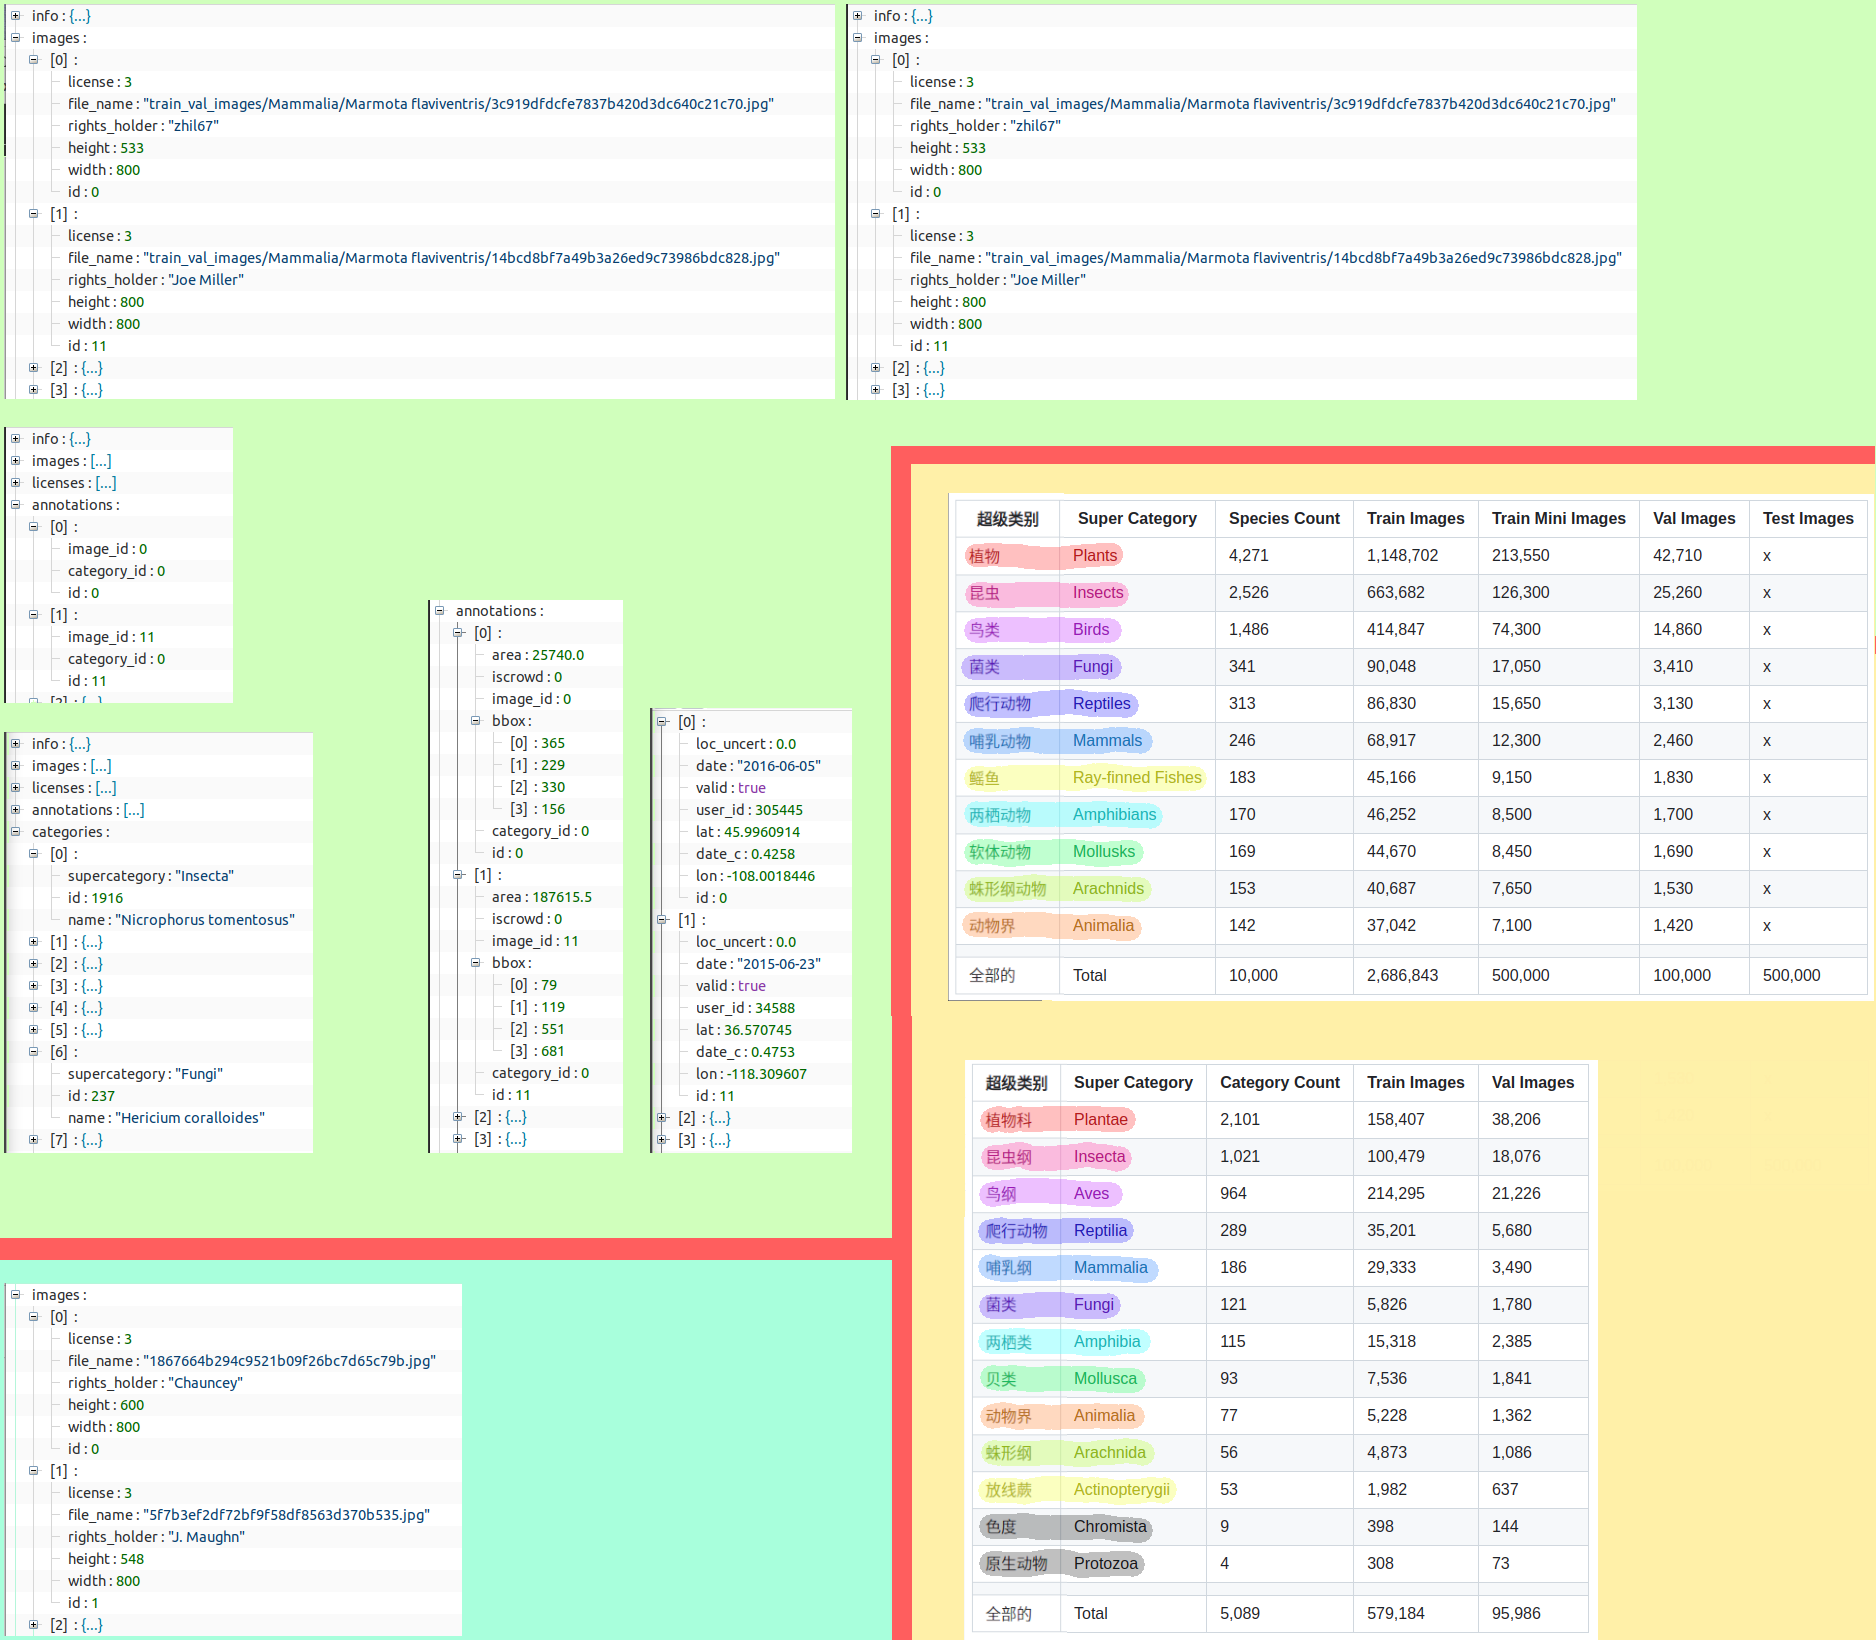 info : {...}
images :
[0] :
license : 3
file_name : "train_val_images/Mammalia/Marmota flaviventris/3c919dfdcfe7837b420d3dc640c21c70.jpg"
rights_holder : "zhil67"
height : 533
width : 800
id : 0
[1] :
license : 3
file_name : "train_val_images/Mammalia/Marmota flaviventris/14bcd8bf7a49b3a26ed9c73986bdc828.jpg"
rights_holder : "Joe Miller"
height : 800
width : 800
id : 11
[2] : {...}
[3] : {...}
info : {...}
images :
[0] :
license : 3
file_name : "train_val_images/Mammalia/Marmota flaviventris/3c919dfdcfe7837b420d3dc640c21c70.jpg"
rights_holder : "zhil67"
height : 533
width : 800
id : 0
[1] :
license : 3
file_name : "train_val_images/Mammalia/Marmota flaviventris/14bcd8bf7a49b3a26ed9c73986bdc828.jpg"
rights_holder : "Joe Miller"
height : 800
width : 800
id : 11
[2] : {...}
[3] : {...}
info : {...}
images : [...]
licenses : [...]
annotations :
[0] :
image_id : 0
category_id : 0
id : 0
[1] :
image_id : 11
category_id : 0
id : 11
[2] : {...}
info : {...}
images : [...]
licenses : [...]
annotations : [...]
categories :
[0] :
supercategory : "Insecta"
id : 1916
name : "Nicrophorus tomentosus"
[1] : {...}
[2] : {...}
[3] : {...}
[4] : {...}
[5] : {...}
[6] :
supercategory : "Fungi"
id : 237
name : "Hericium coralloides"
[7] : {...}
annotations :
[0] :
area : 25740.0
iscrowd : 0
image_id : 0
bbox :
[0] : 365
[1] : 229
[2] : 330
[3] : 156
category_id : 0
id : 0
[1] :
area : 187615.5
iscrowd : 0
image_id : 11
bbox :
[0] : 79
[1] : 119
[2] : 551
[3] : 681
category_id : 0
id : 11
[2] : {...}
[3] : {...}
[0] :
loc_uncert : 0.0
date : "2016-06-05"
valid : true
user_id : 305445
lat : 45.9960914
date_c : 0.4258
lon : -108.0018446
id : 0
[1] :
loc_uncert : 0.0
date : "2015-06-23"
valid : true
user_id : 34588
lat : 36.570745
date_c : 0.4753
lon : -118.309607
id : 11
[2] : {...}
[3] : {...}
超级类别 Super Category Species Count Train Images Train Mini Images Val Images Test Images
植物 Plants 4,271 1,148,702 213,550 42,710 x
昆虫 Insects 2,526 663,682 126,300 25,260 x
鸟类 Birds 1,486 414,847 74,300 14,860 x
菌类 Fungi 341 90,048 17,050 3,410 x
爬行动物 Reptiles 313 86,830 15,650 3,130 x
哺乳动物 Mammals 246 68,917 12,300 2,460 x
鳐鱼 Ray-finned Fishes 183 45,166 9,150 1,830 x
两栖动物 Amphibians 170 46,252 8,500 1,700 x
软体动物 Mollusks 169 44,670 8,450 1,690 x
蛛形纲动物 Arachnids 153 40,687 7,650 1,530 x
动物界 Animalia 142 37,042 7,100 1,420 x
全部的 Total 10,000 2,686,843 500,000 100,000 500,000
超级类别 Super Category Category Count Train Images Val Images
植物科 Plantae 2,101 158,407 38,206
昆虫纲 Insecta 1,021 100,479 18,076
鸟纲 Aves 964 214,295 21,226
爬行动物 Reptilia 289 35,201 5,680
哺乳纲 Mammalia 186 29,333 3,490
菌类 Fungi 121 5,826 1,780
两栖类 Amphibia 115 15,318 2,385
贝类 Mollusca 93 7,536 1,841
动物界 Animalia 77 5,228 1,362
蛛形纲 Arachnida 56 4,873 1,086
放线蕨 Actinopterygii 53 1,982 637
色度 Chromista 9 398 144
原生动物 Protozoa 4 308 73
全部的 Total 5,089 579,184 95,986
images :
[0] :
license : 3
file_name : "1867664b294c9521b09f26bc7d65c79b.jpg"
rights_holder : "Chauncey"
height : 600
width : 800
id : 0
[1] :
license : 3
file_name : "5f7b3ef2df72bf9f58df8563d370b535.jpg"
rights_holder : "J. Maughn"
height : 548
width : 800
id : 1
[2] : {...}